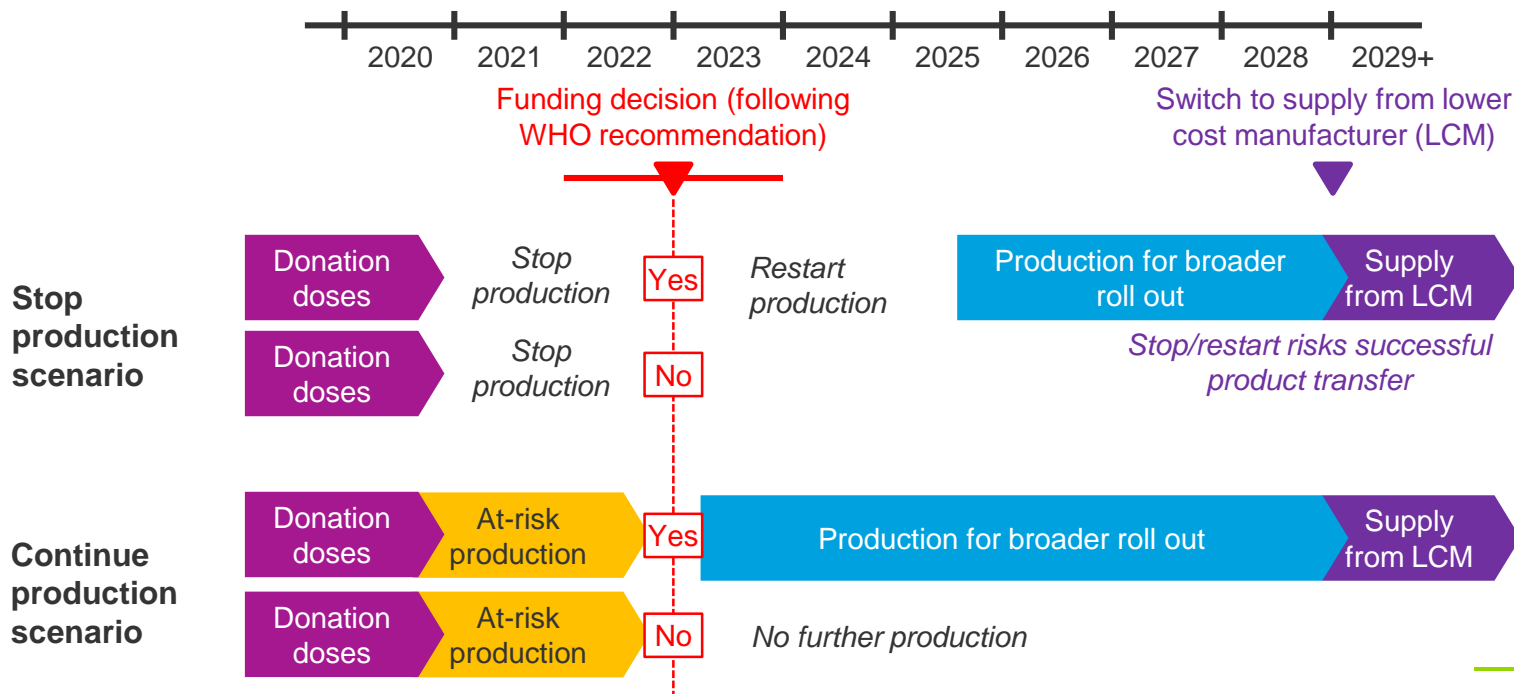 2020 2021 2022 2023 2024 2025 2026 2027 2028 2029+
Funding decision (following
WHO recommendation)
Switch to supply from lower
cost manufacturer (LCM)
Stop
production
scenario
Donation
doses
Stop
production
Yes
Restart
production
Production for broader
roll out
Supply
from LCM
Stop/restart risks successful
product transfer
Donation
doses
Stop
production
No
Continue
production
scenario
Donation
doses
At-risk
production
Yes
Production for broader roll out
Supply
from LCM
Donation
doses
At-risk
production
No
No further production